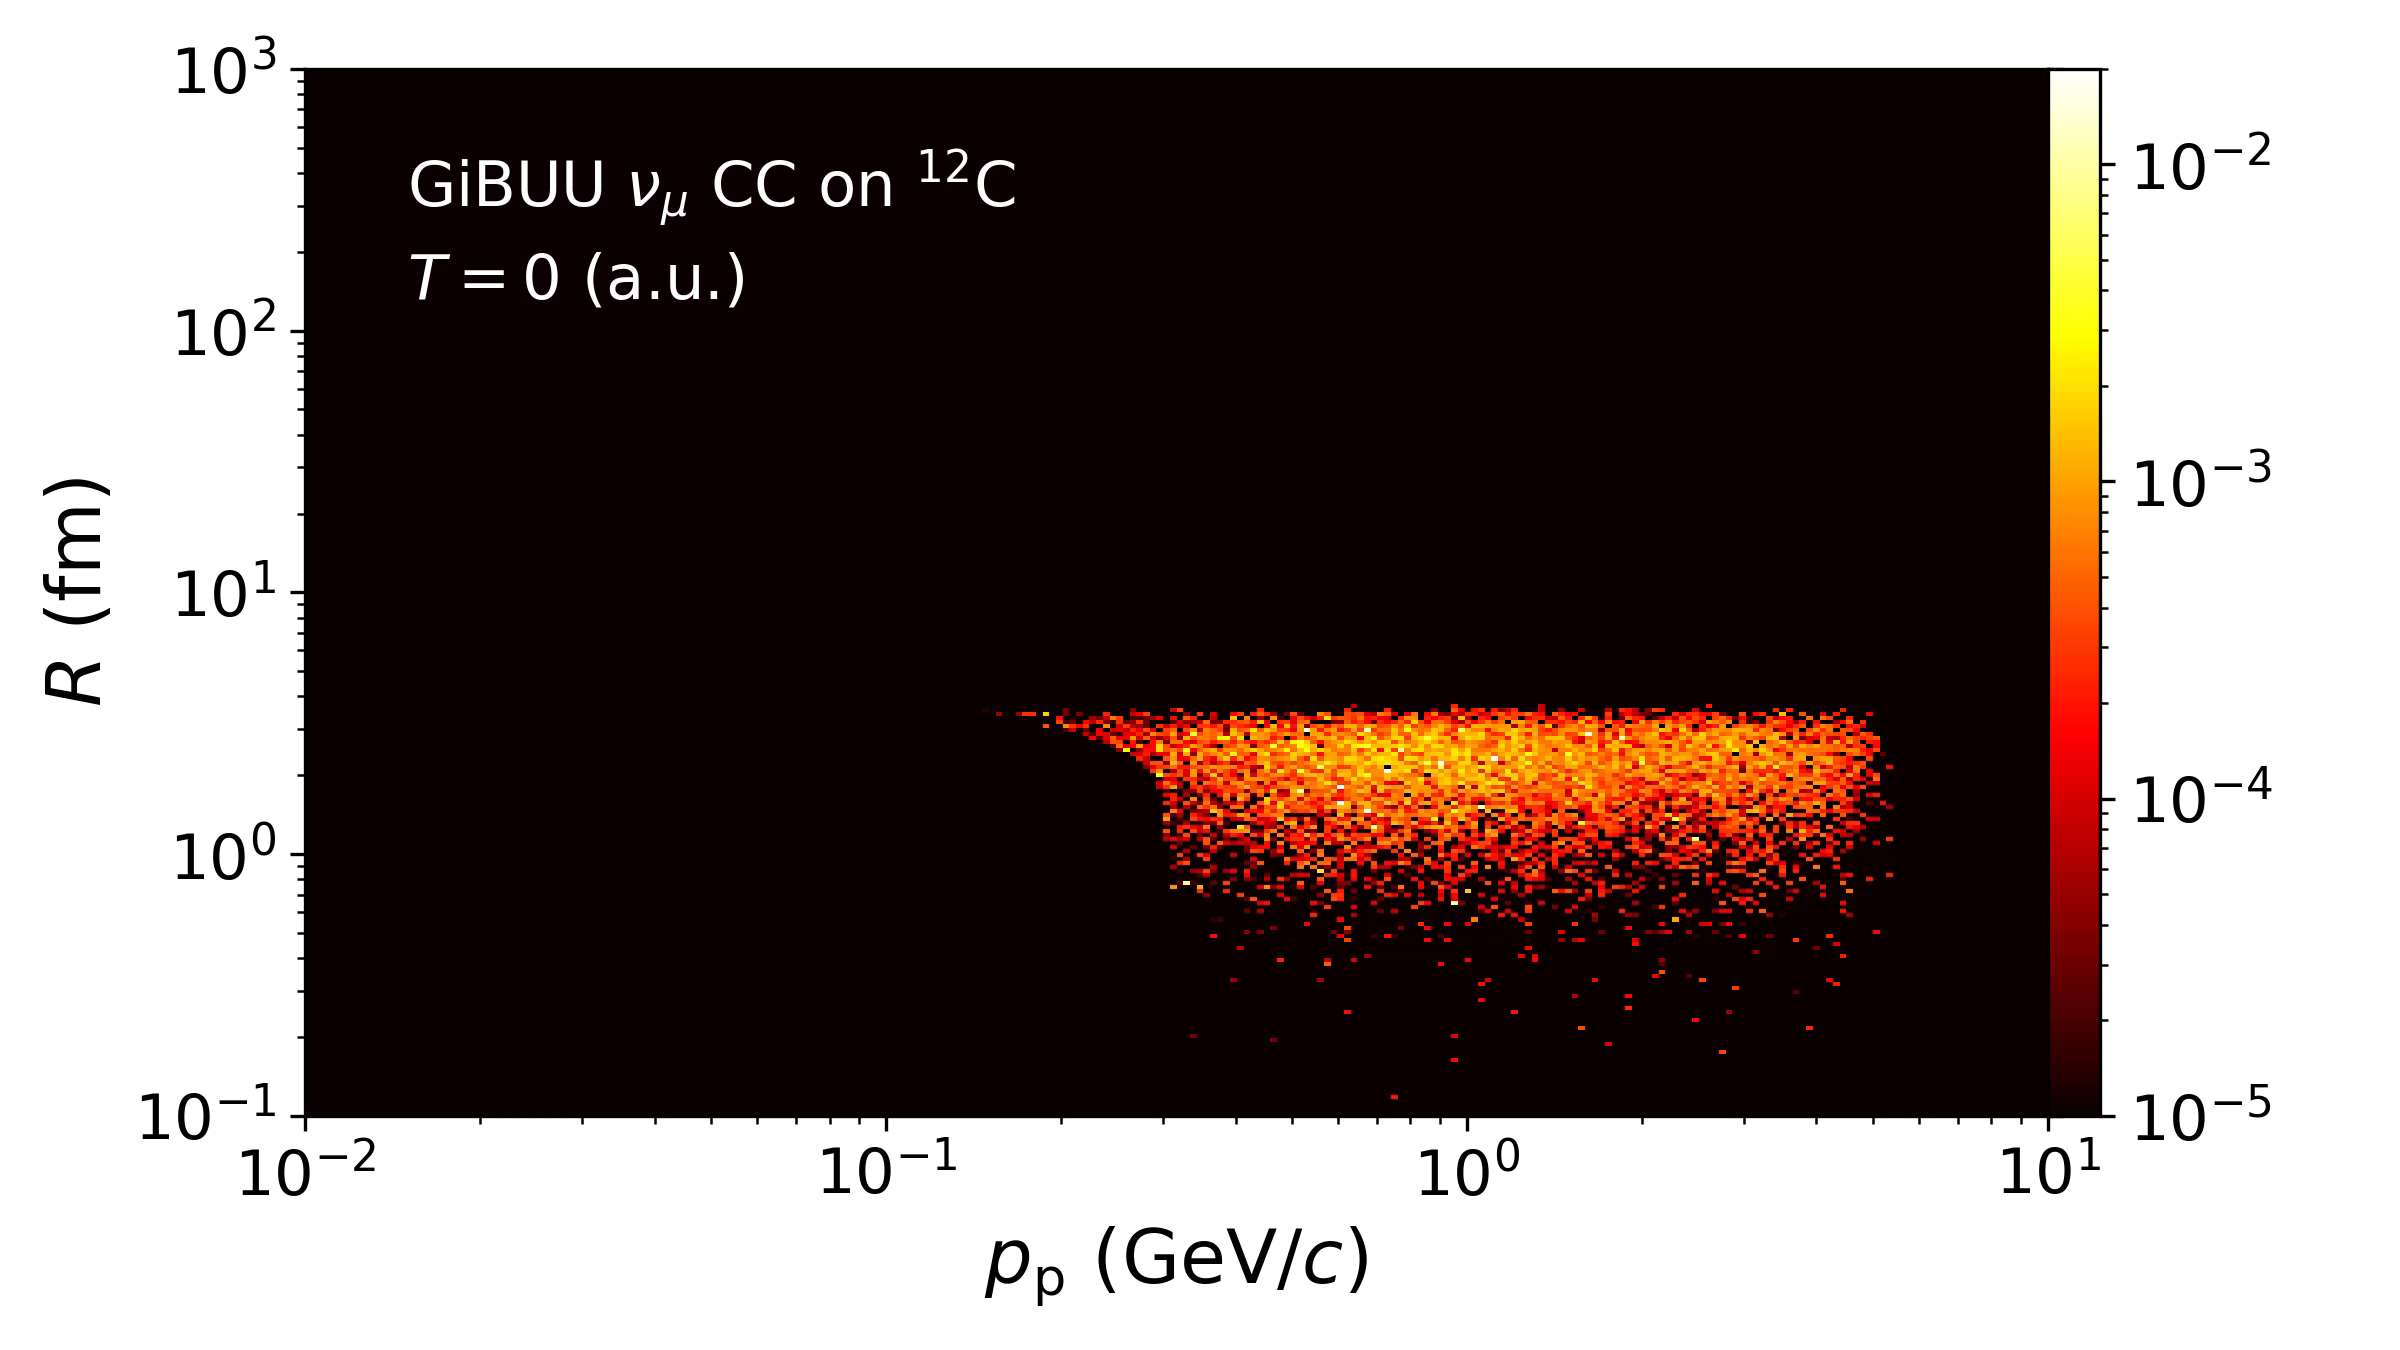 GiBUU ν_μ CC on ¹²C
T = 0 (a.u.)
R (fm)
10³
10²
10¹
10⁰
10⁻¹
10⁻² 10⁻¹ 10⁰ 10¹
p_p (GeV/c)
10⁻²
10⁻³
10⁻⁴
10⁻⁵